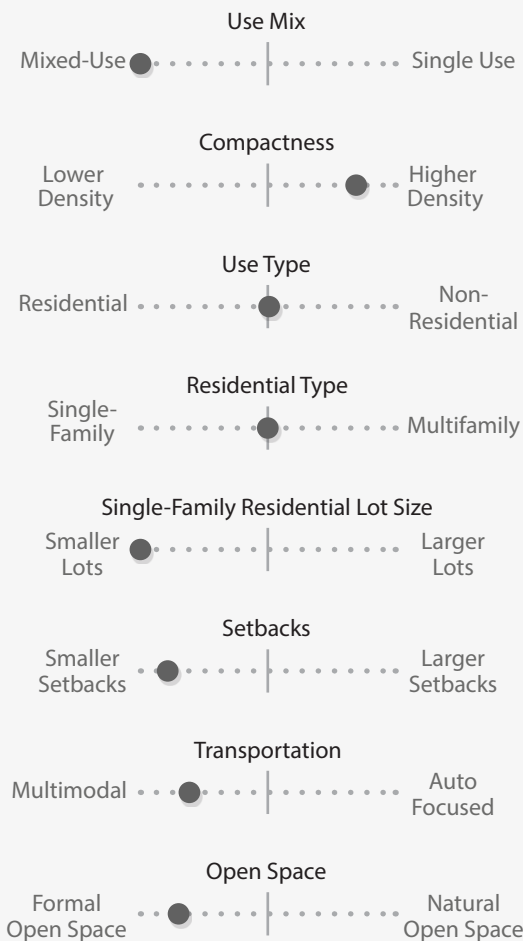 Use Mix
Mixed-Use
Single Use
Compactness
Lower
Density
Higher
Density
Use Type
Residential
Non-
Residential
Residential Type
Single-
Family
Multifamily
Single-Family Residential Lot Size
Smaller
Lots
Larger
Lots
Setbacks
Smaller
Setbacks
Larger
Setbacks
Transportation
Multimodal
Auto
Focused
Open Space
Formal
Open Space
Natural
Open Space